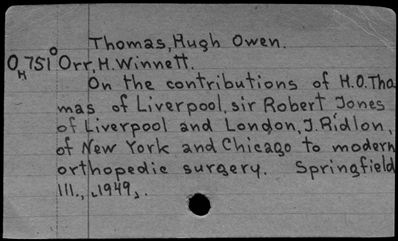 Thomas, Hugh Owen.
O H 751 O Orr, H. Winnett.
On the contributions of H.O. Tho
mas of Liverpool, sir Robert Jones
of Liverpool and London, J. Ridlon,
of New York and Chicago to modern
orthopedic surgery. Springfield
Ill., 1949,.